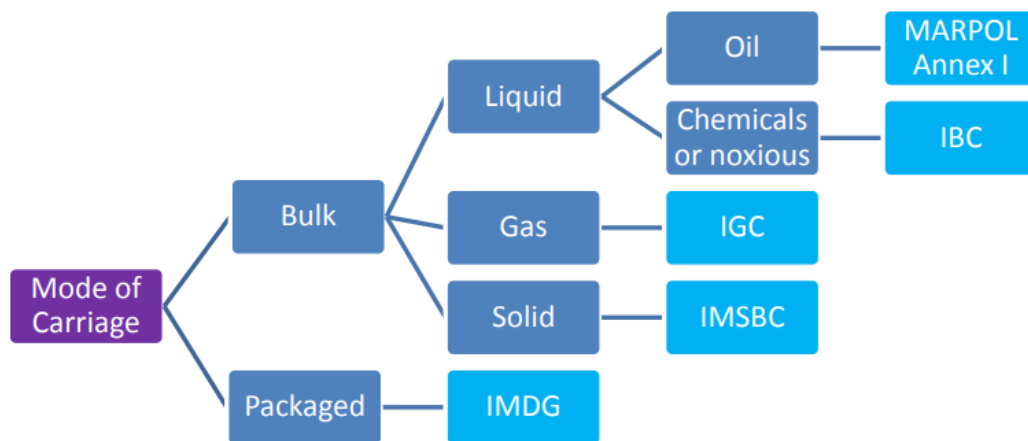 Oil
MARPOL
Annex I
Liquid
Chemicals
or noxious
IBC
Bulk
Gas
IGC
Mode of
Carriage
Solid
IMSBC
Packaged
IMDG